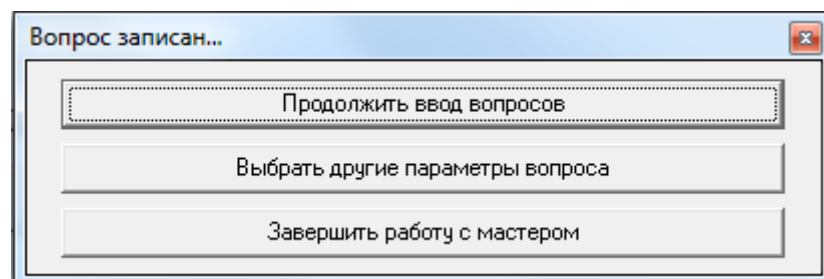 Вопрос записан...
Продолжить ввод вопросов
Выбрать другие параметры вопроса
Завершить работу с мастером